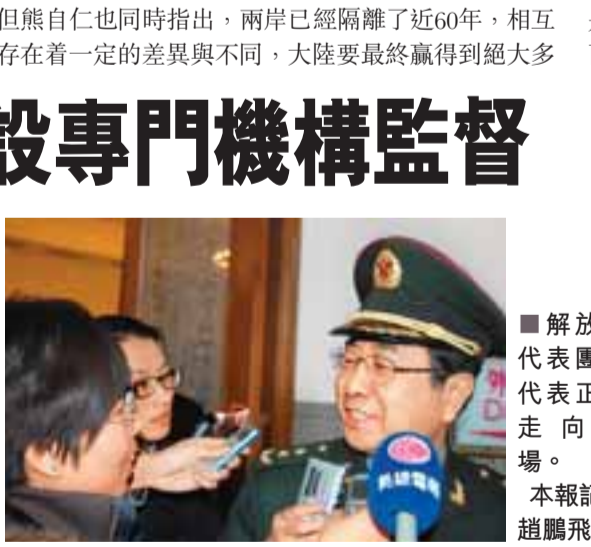 但熊自仁也同時指出，兩岸已經隔離了近60年，相互
存在着一定的差異與不同，大陸要最終贏得到絕大多
設專門機構監督
■解放
代表團
代表正
走向
場。
本報記
趙鵬飛